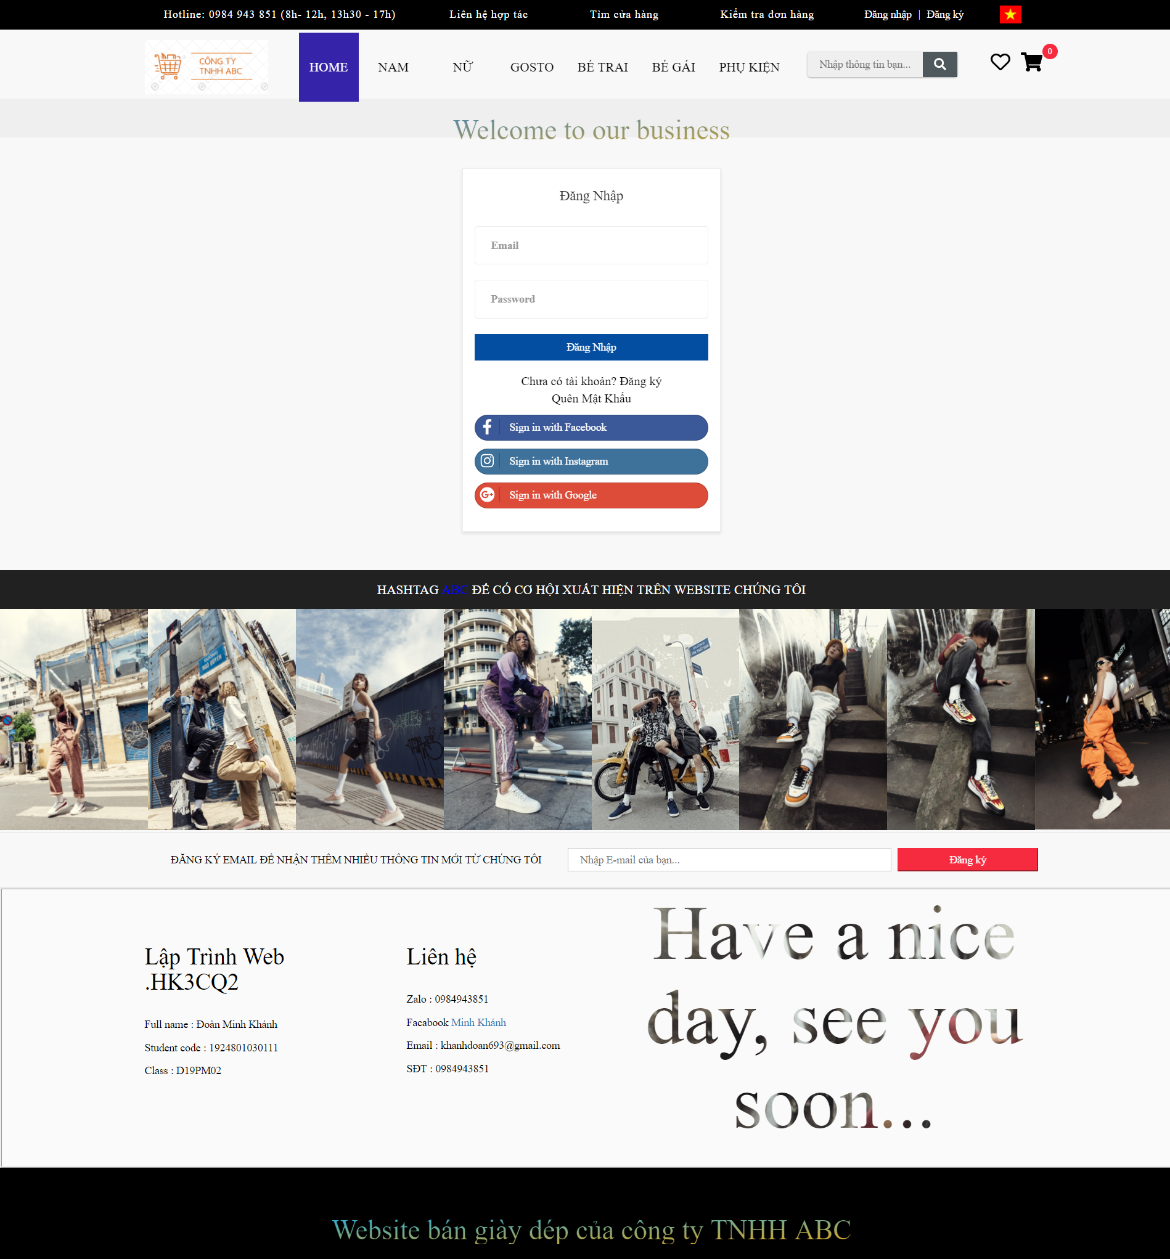 Hotline: 0984 943 851 (8h- 12h, 13h30 - 17h)
Liên hệ hợp tác
Tìm cửa hàng
Kiểm tra đơn hàng
Đăng nhập | Đăng ký
CÔNG TY
TNHH ABC
HOME
NAM
NỮ
GOSTO
BÉ TRAI
BÉ GÁI
PHỤ KIỆN
Nhập thông tin bạn...
0
Welcome to our business
Đăng Nhập
Email
Password
Đăng Nhập
Chưa có tài khoản? Đăng ký
Quên Mật Khẩu
Sign in with Facebook
Sign in with Instagram
Sign in with Google
HASHTAG ABC ĐỂ CÓ CƠ HỘI XUẤT HIỆN TRÊN WEBSITE CHÚNG TÔI
ĐĂNG KÝ EMAIL ĐỂ NHẬN THÊM NHIỀU THÔNG TIN MỚI TỪ CHÚNG TÔI
Nhập E-mail của bạn...
Đăng ký
Lập Trình Web
.HK3CQ2
Full name : Đoàn Minh Khánh
Student code : 1924801030111
Class : D19PM02
Liên hệ
Zalo : 0984943851
Facabook Minh Khánh
Email : khanhdoan693@gmail.com
SĐT : 0984943851
Have a nice
day, see you
soon...
Website bán giày dép của công ty TNHH ABC